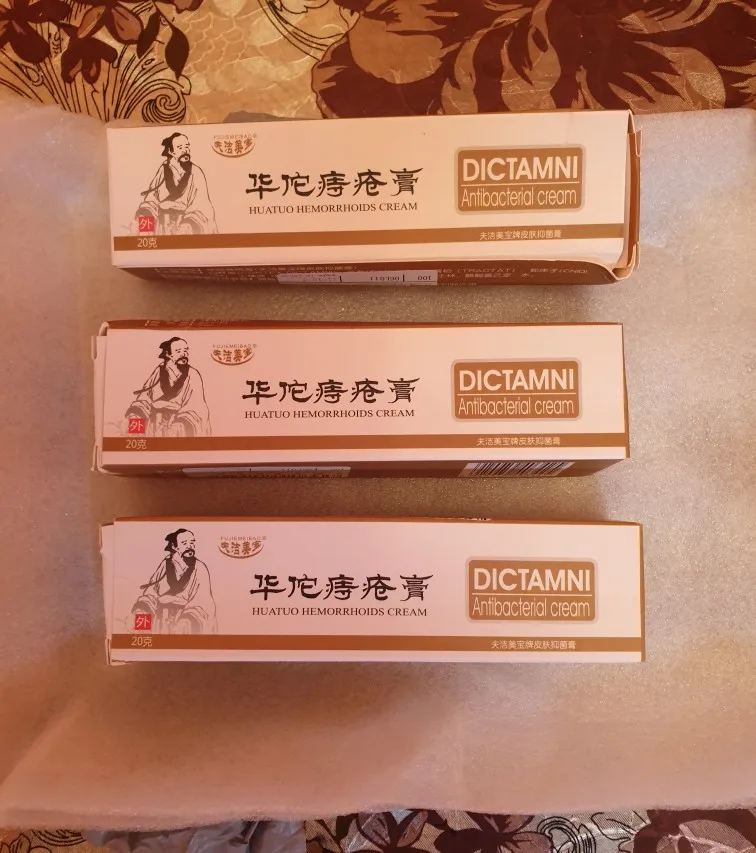 FUJIEMEIBAO
夫洁美宝
华佗痔疮膏
HUATUO HEMORRHOIDS CREAM
DICTAMNI
Antibacterial cream
外
20克
夫洁美宝牌皮肤抑菌膏
FUJIEMEIBAO
夫洁美宝
华佗痔疮膏
HUATUO HEMORRHOIDS CREAM
DICTAMNI
Antibacterial cream
外
20克
夫洁美宝牌皮肤抑菌膏
FUJIEMEIBAO
夫洁美宝
华佗痔疮膏
HUATUO HEMORRHOIDS CREAM
DICTAMNI
Antibacterial cream
外
20克
夫洁美宝牌皮肤抑菌膏